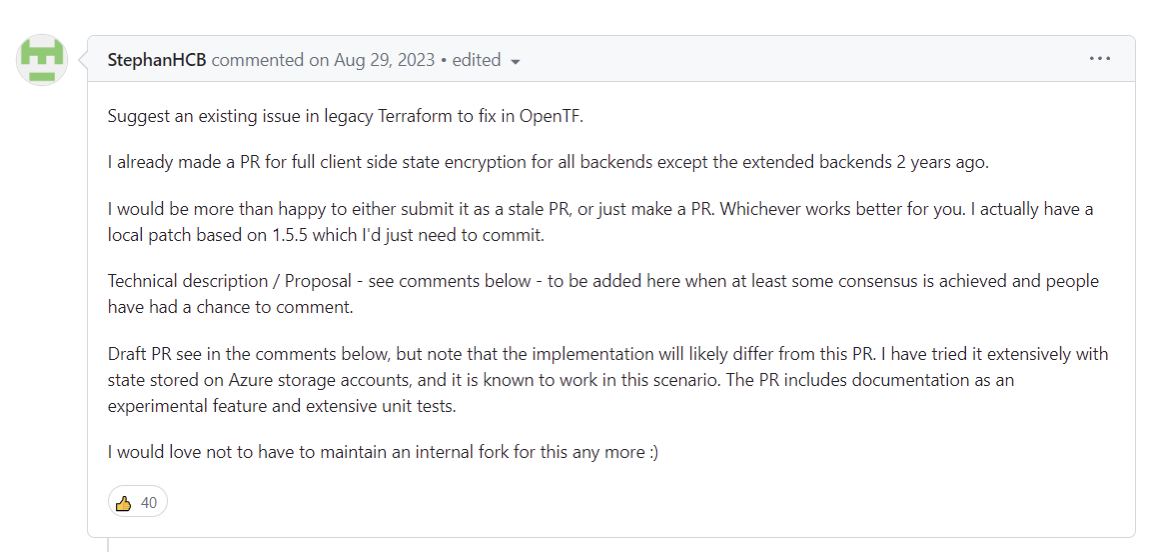 StephanHCB commented on Aug 29, 2023 • edited
Suggest an existing issue in legacy Terraform to fix in OpenTF.
I already made a PR for full client side state encryption for all backends except the extended backends 2 years ago.
I would be more than happy to either submit it as a stale PR, or just make a PR. Whichever works better for you. I actually have a
local patch based on 1.5.5 which I'd just need to commit.
Technical description / Proposal - see comments below - to be added here when at least some consensus is achieved and people
have had a chance to comment.
Draft PR see in the comments below, but note that the implementation will likely differ from this PR. I have tried it extensively with
state stored on Azure storage accounts, and it is known to work in this scenario. The PR includes documentation as an
experimental feature and extensive unit tests.
I would love not to have to maintain an internal fork for this any more :)
👍 40